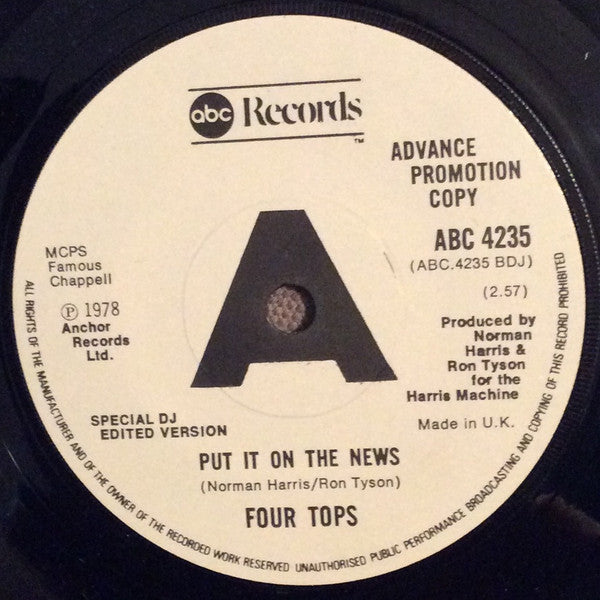 abc Records
TM
ADVANCE
PROMOTION
COPY
ABC 4235
(ABC.4235 BDJ)
(2.57)
MCPS
Famous
Chappell
℗ 1978
Anchor
Records
Ltd.
A
Produced by
Norman
Harris &
Ron Tyson
for the
Harris Machine
Made in U.K.
SPECIAL DJ
EDITED VERSION
PUT IT ON THE NEWS
(Norman Harris/Ron Tyson)
FOUR TOPS
ALL RIGHTS OF THE MANUFACTURER AND OF THE OWNER OF THE RECORDED WORK RESERVED UNAUTHORISED PUBLIC PERFORMANCE BROADCASTING AND COPYING OF THIS RECORD PROHIBITED